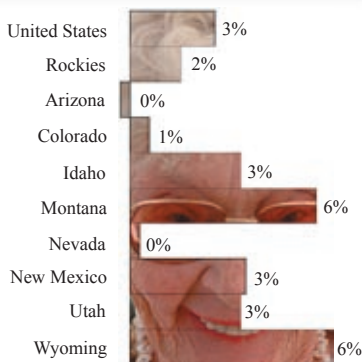 United States 3%
Rockies 2%
Arizona 0%
Colorado 1%
Idaho 3%
Montana 6%
Nevada 0%
New Mexico 3%
Utah 3%
Wyoming 6%